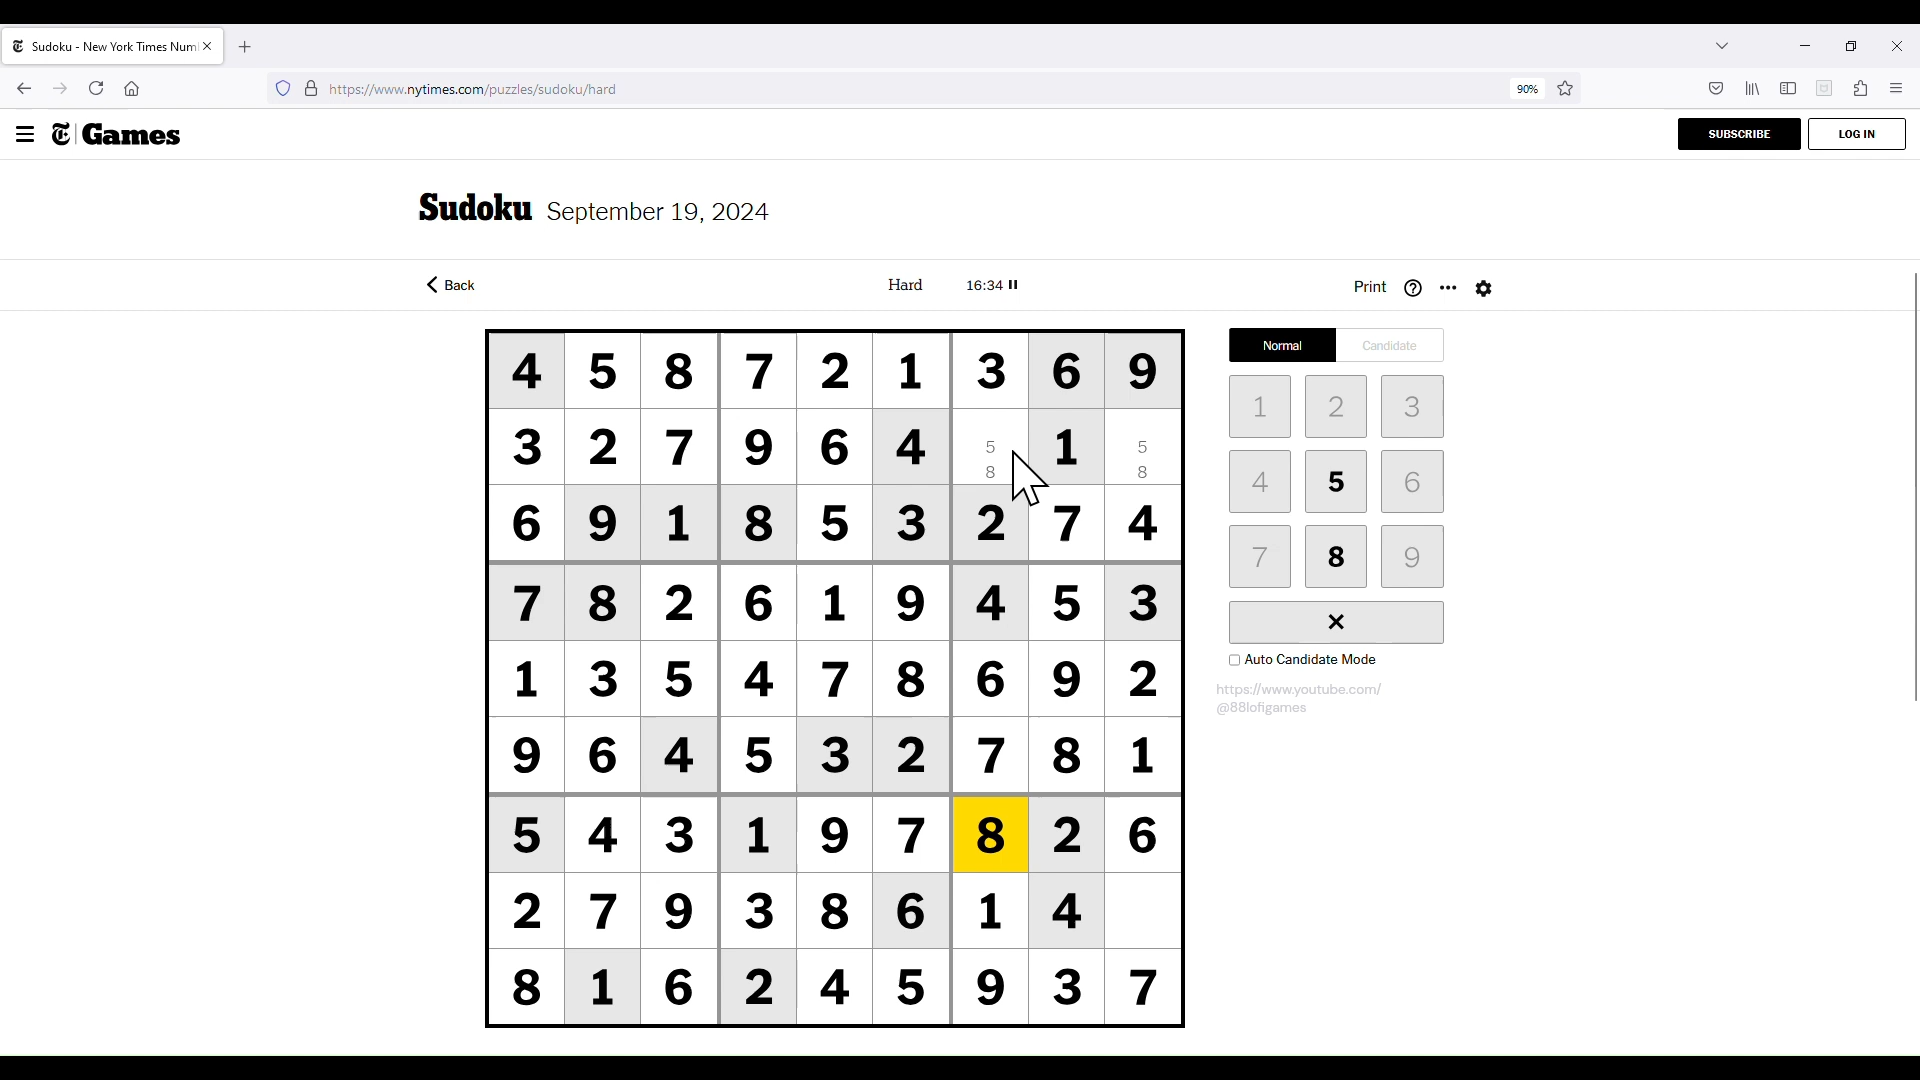 Sudoku - New York Times Num
https://www.nytimes.com/puzzles/sudoku/hard
90%
Games
SUBSCRIBE
LOG IN
Sudoku September 19, 2024
Back
Hard
16:34
Print
4 5 8 7 2 1 3 6 9
3 2 7 9 6 4 5 8 1 5 8
6 9 1 8 5 3 2 7 4
7 8 2 6 1 9 4 5 3
1 3 5 4 7 8 6 9 2
9 6 4 5 3 2 7 8 1
5 4 3 1 9 7 8 2 6
2 7 9 3 8 6 1 4
8 1 6 2 4 5 9 3 7
Normal Candidate
1 2 3
4 5 6
7 8 9
Auto Candidate Mode
https://www.youtube.com/
@88lofigames